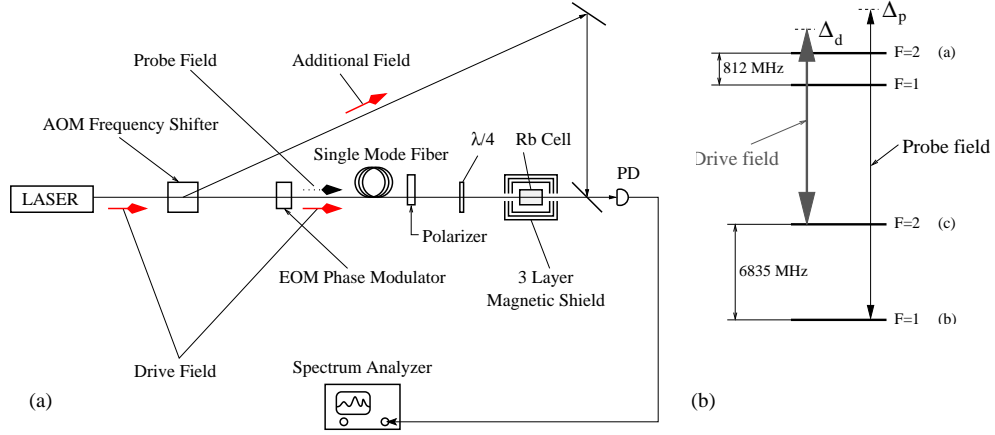 Probe Field
Additional Field
AOM Frequency Shifter
Single Mode Fiber
λ/4
Rb Cell
PD
LASER
Polarizer
EOM Phase Modulator
3 Layer
Magnetic Shield
Drive Field
Spectrum Analyzer
(a)
Δp
Δd
F=2 (a)
812 MHz
F=1
Drive field
Probe field
F=2 (c)
6835 MHz
F=1 (b)
(b)